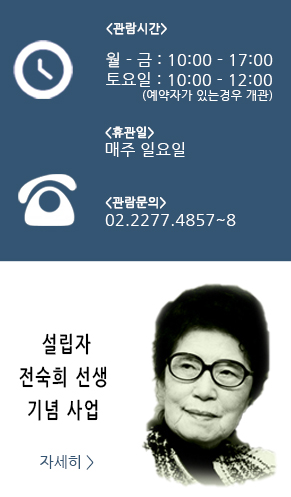 <관람시간>
월 - 금 : 10:00 - 17:00
토요일 : 10:00 - 12:00
(예약자가 있는경우 개관)
<휴관일>
매주 일요일
<관람문의>
02.2277.4857~8
설립자
전숙희 선생
기념 사업
자세히 >